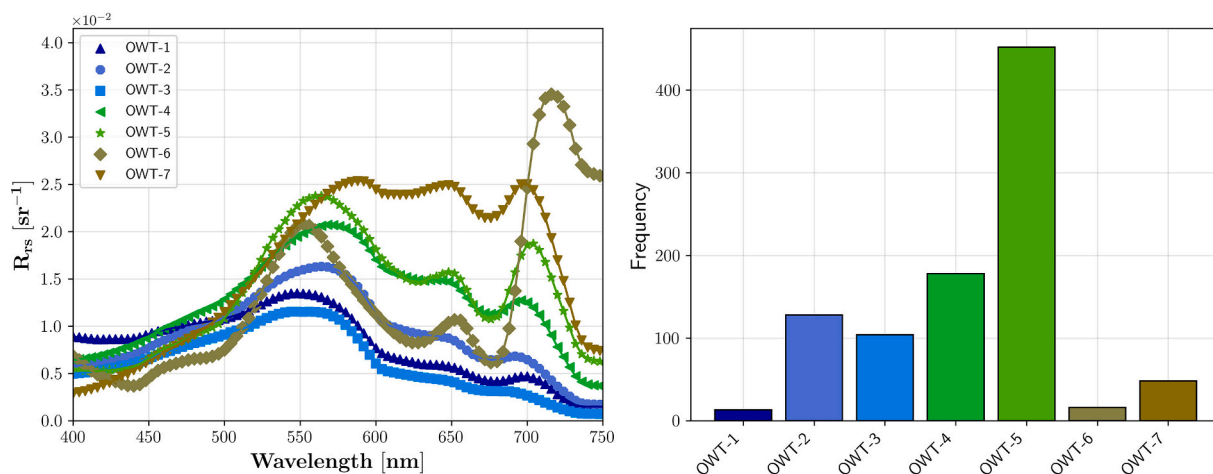 ×10⁻²
4.0
3.5
3.0
2.5
2.0
1.5
1.0
0.5
0.0
R_rs [sr⁻¹]
OWT-1
OWT-2
OWT-3
OWT-4
OWT-5
OWT-6
OWT-7
400 450 500 550 600 650 700 750
Wavelength [nm]
400
300
200
100
0
Frequency
OWT-1 OWT-2 OWT-3 OWT-4 OWT-5 OWT-6 OWT-7